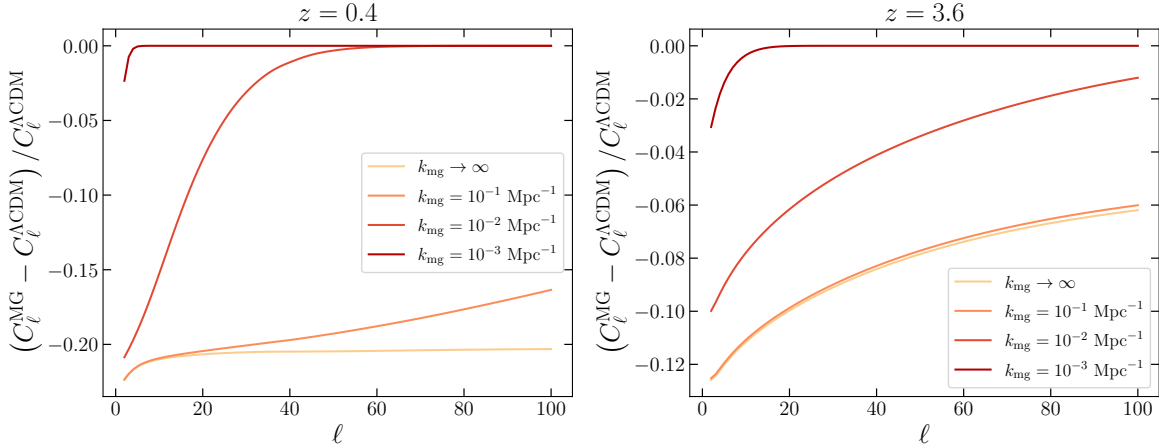 z = 0.4
(C_ℓ^MG − C_ℓ^ΛCDM) / C_ℓ^ΛCDM
0.00
−0.05
−0.10
−0.15
−0.20
k_mg → ∞
k_mg = 10^−1 Mpc^−1
k_mg = 10^−2 Mpc^−1
k_mg = 10^−3 Mpc^−1
0 20 40 60 80 100
ℓ
z = 3.6
(C_ℓ^MG − C_ℓ^ΛCDM) / C_ℓ^ΛCDM
0.00
−0.02
−0.04
−0.06
−0.08
−0.10
−0.12
k_mg → ∞
k_mg = 10^−1 Mpc^−1
k_mg = 10^−2 Mpc^−1
k_mg = 10^−3 Mpc^−1
0 20 40 60 80 100
ℓ